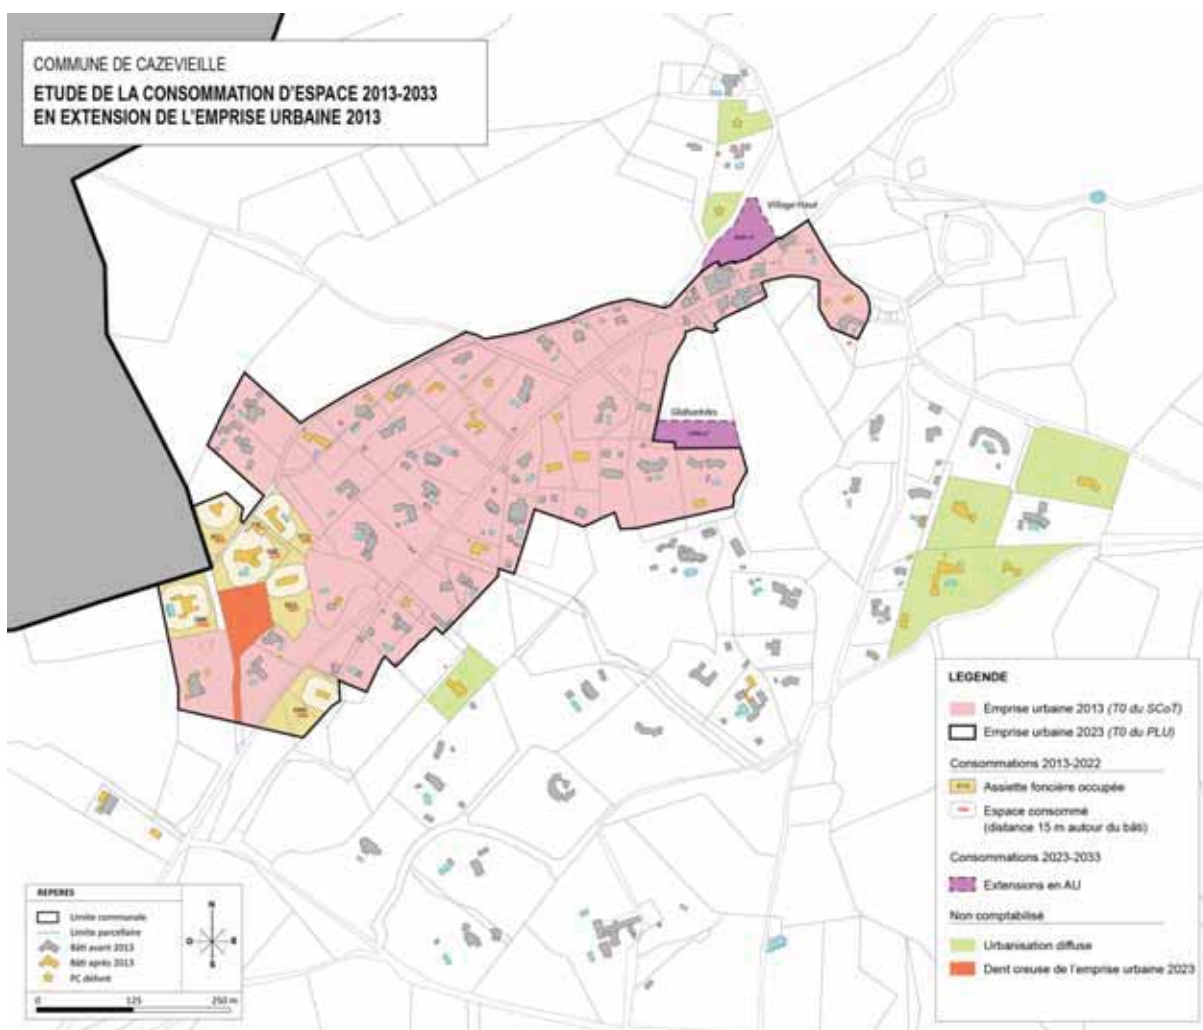 COMMUNE DE CAZEVIEILLE
ETUDE DE LA CONSOMMATION D'ESPACE 2013-2033
EN EXTENSION DE L'EMPRISE URBAINE 2013
Village Haut
LEGENDE
Emprise urbaine 2013 (T0 du SCoT)
Emprise urbaine 2023 (T0 du PLU)
Consommations 2013-2022
Assiette foncière occupée
Espace consommé
(distance 15 m autour du bâti)
Consommations 2023-2033
Extensions en AU
Non comptabilisé
Urbanisation diffuse
Dent creuse de l'emprise urbaine 2023
REPERES
Limite communale
Limite parcellaire
Bâti avant 2013
Bâti après 2013
PC délivré
N
O
E
S
0
125
250 m